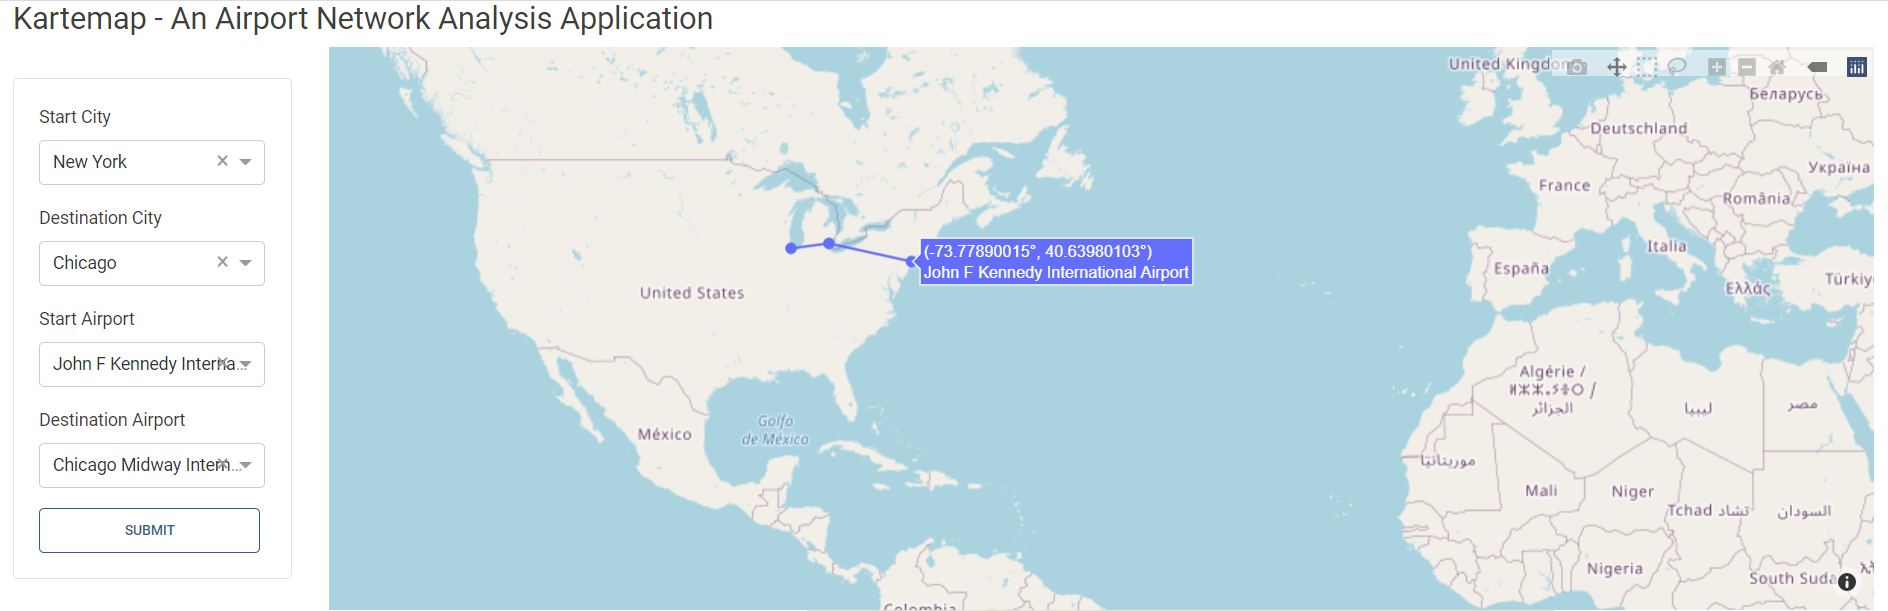 Kartemap - An Airport Network Analysis Application
Start City
New York
Destination City
Chicago
Start Airport
John F Kennedy Interna...
Destination Airport
Chicago Midway Intern...
SUBMIT
United Kingdom
Беларусь
Deutschland
Україна
France
România
(-73.77890015°, 40.63980103°)
John F Kennedy International Airport
Italia
España
Türkiy
Ελλάς
United States
Algérie /
ⵍⵣⵣⴰⵢⴻⵔ /
الجزائر
ليبيا
مصر
Golfo
de México
México
موريتانيا
Mali
Niger
Tchad تشاد
السودان
Nigeria
South Suda
Colombia